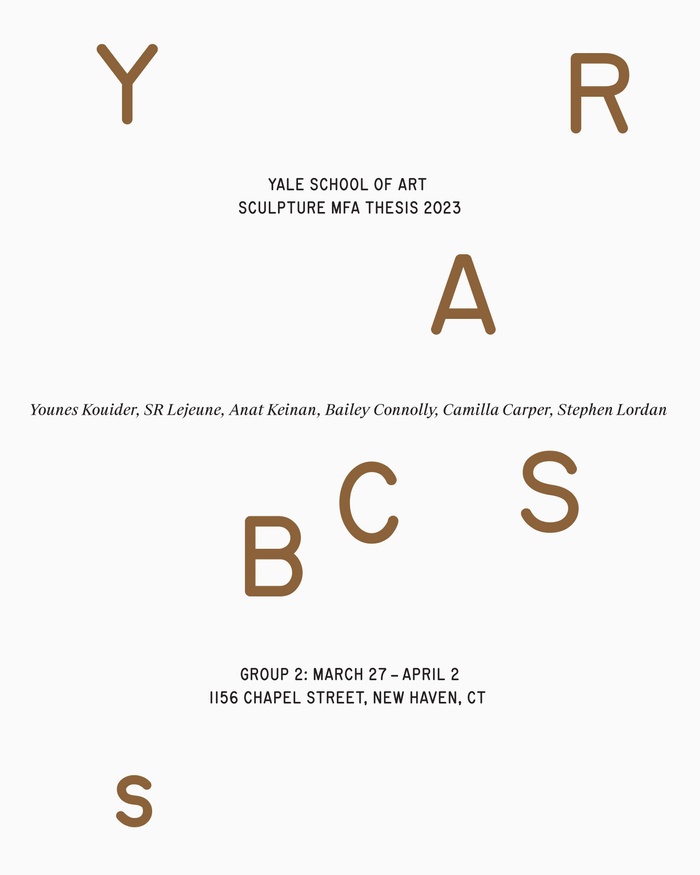 Y
R
YALE SCHOOL OF ART
SCULPTURE MFA THESIS 2023
A
Younes Kouider, SR Lejeune, Anat Keinan, Bailey Connolly, Camilla Carper, Stephen Lordan
S
C
B
GROUP 2: MARCH 27 – APRIL 2
1156 CHAPEL STREET, NEW HAVEN, CT
S